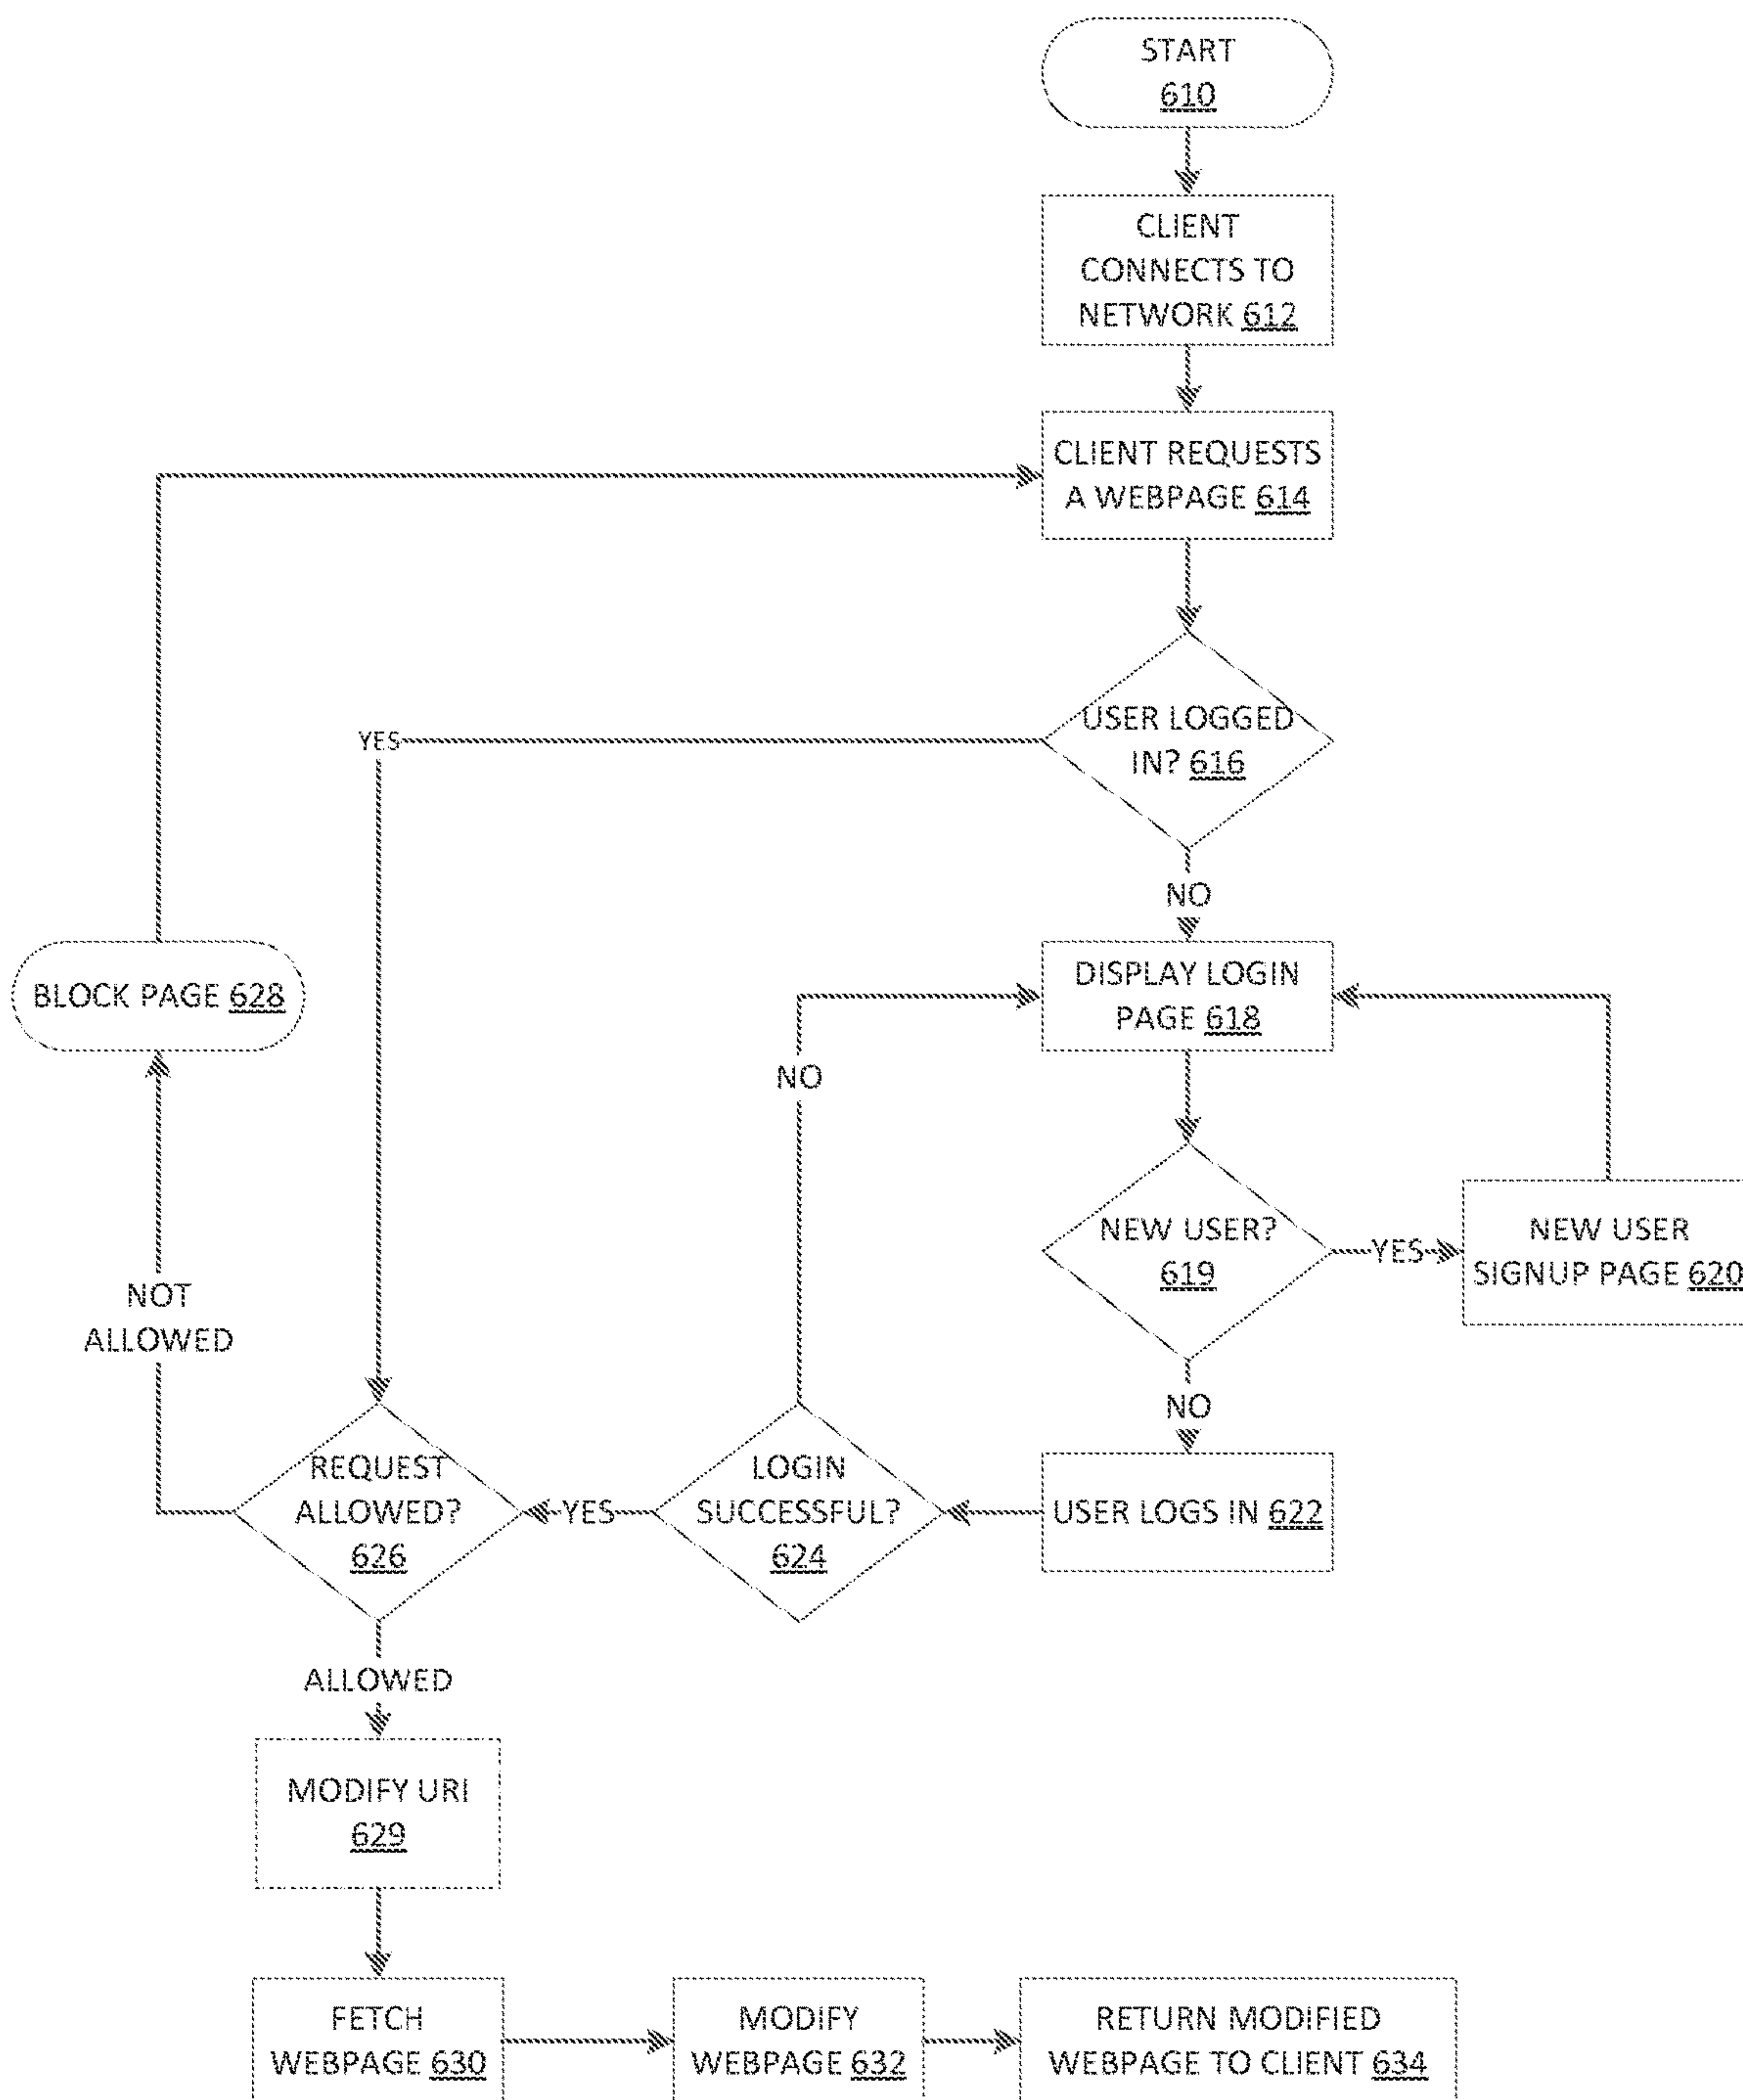 START
610
CLIENT
CONNECTS TO
NETWORK 612
CLIENT REQUESTS
A WEBPAGE 614
USER LOGGED
IN? 616
YES
NO
BLOCK PAGE 628
DISPLAY LOGIN
PAGE 618
NO
NEW USER?
619
YES
NEW USER
SIGNUP PAGE 620
NOT
ALLOWED
NO
REQUEST
ALLOWED?
626
YES
LOGIN
SUCCESSFUL?
624
USER LOGS IN 622
ALLOWED
MODIFY URI
629
FETCH
WEBPAGE 630
MODIFY
WEBPAGE 632
RETURN MODIFIED
WEBPAGE TO CLIENT 634